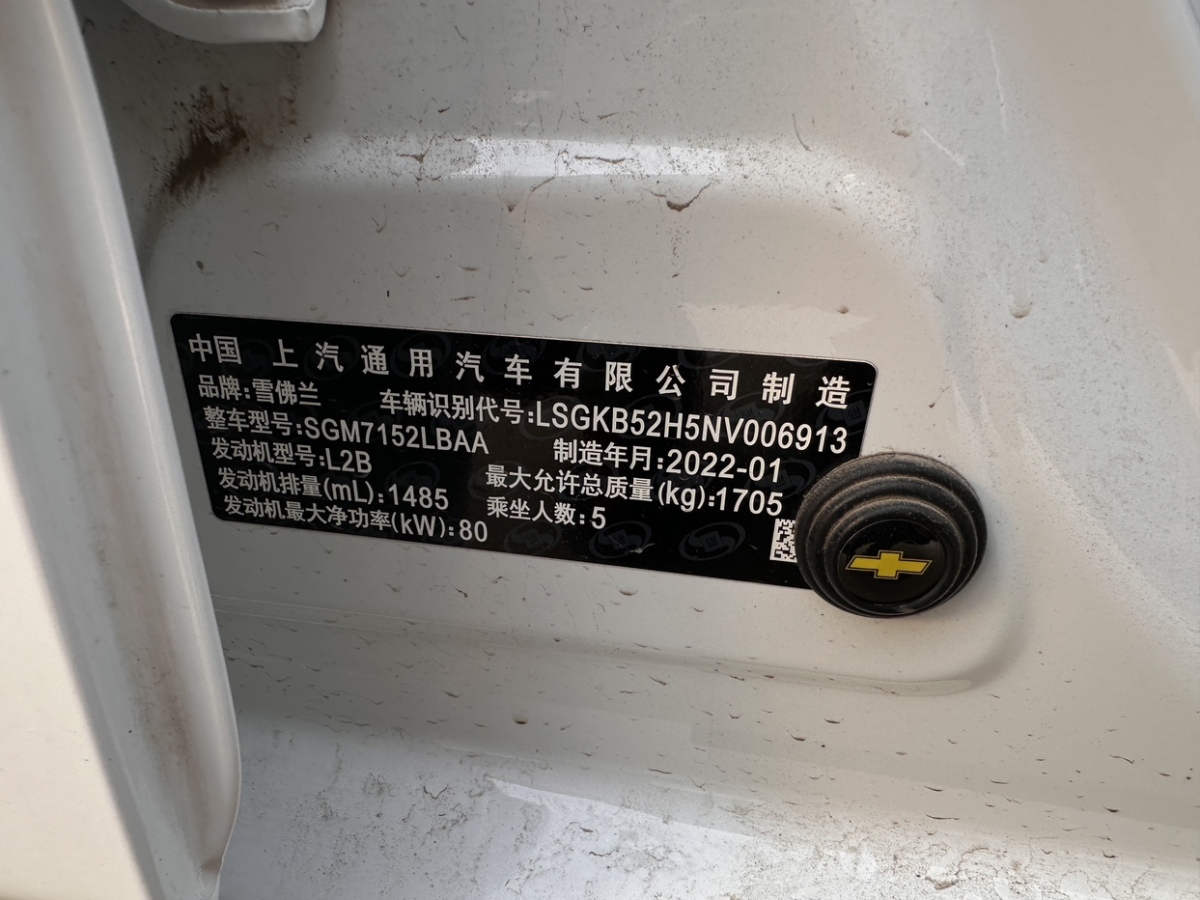 中国 上汽通用汽车有限公司制造
品牌:雪佛兰 车辆识别代号:LSGKB52H5NV006913
整车型号:SGM7152LBAA 制造年月:2022-01
发动机型号:L2B 最大允许总质量(kg):1705
发动机排量(mL):1485 乘坐人数:5
发动机最大净功率(kW):80